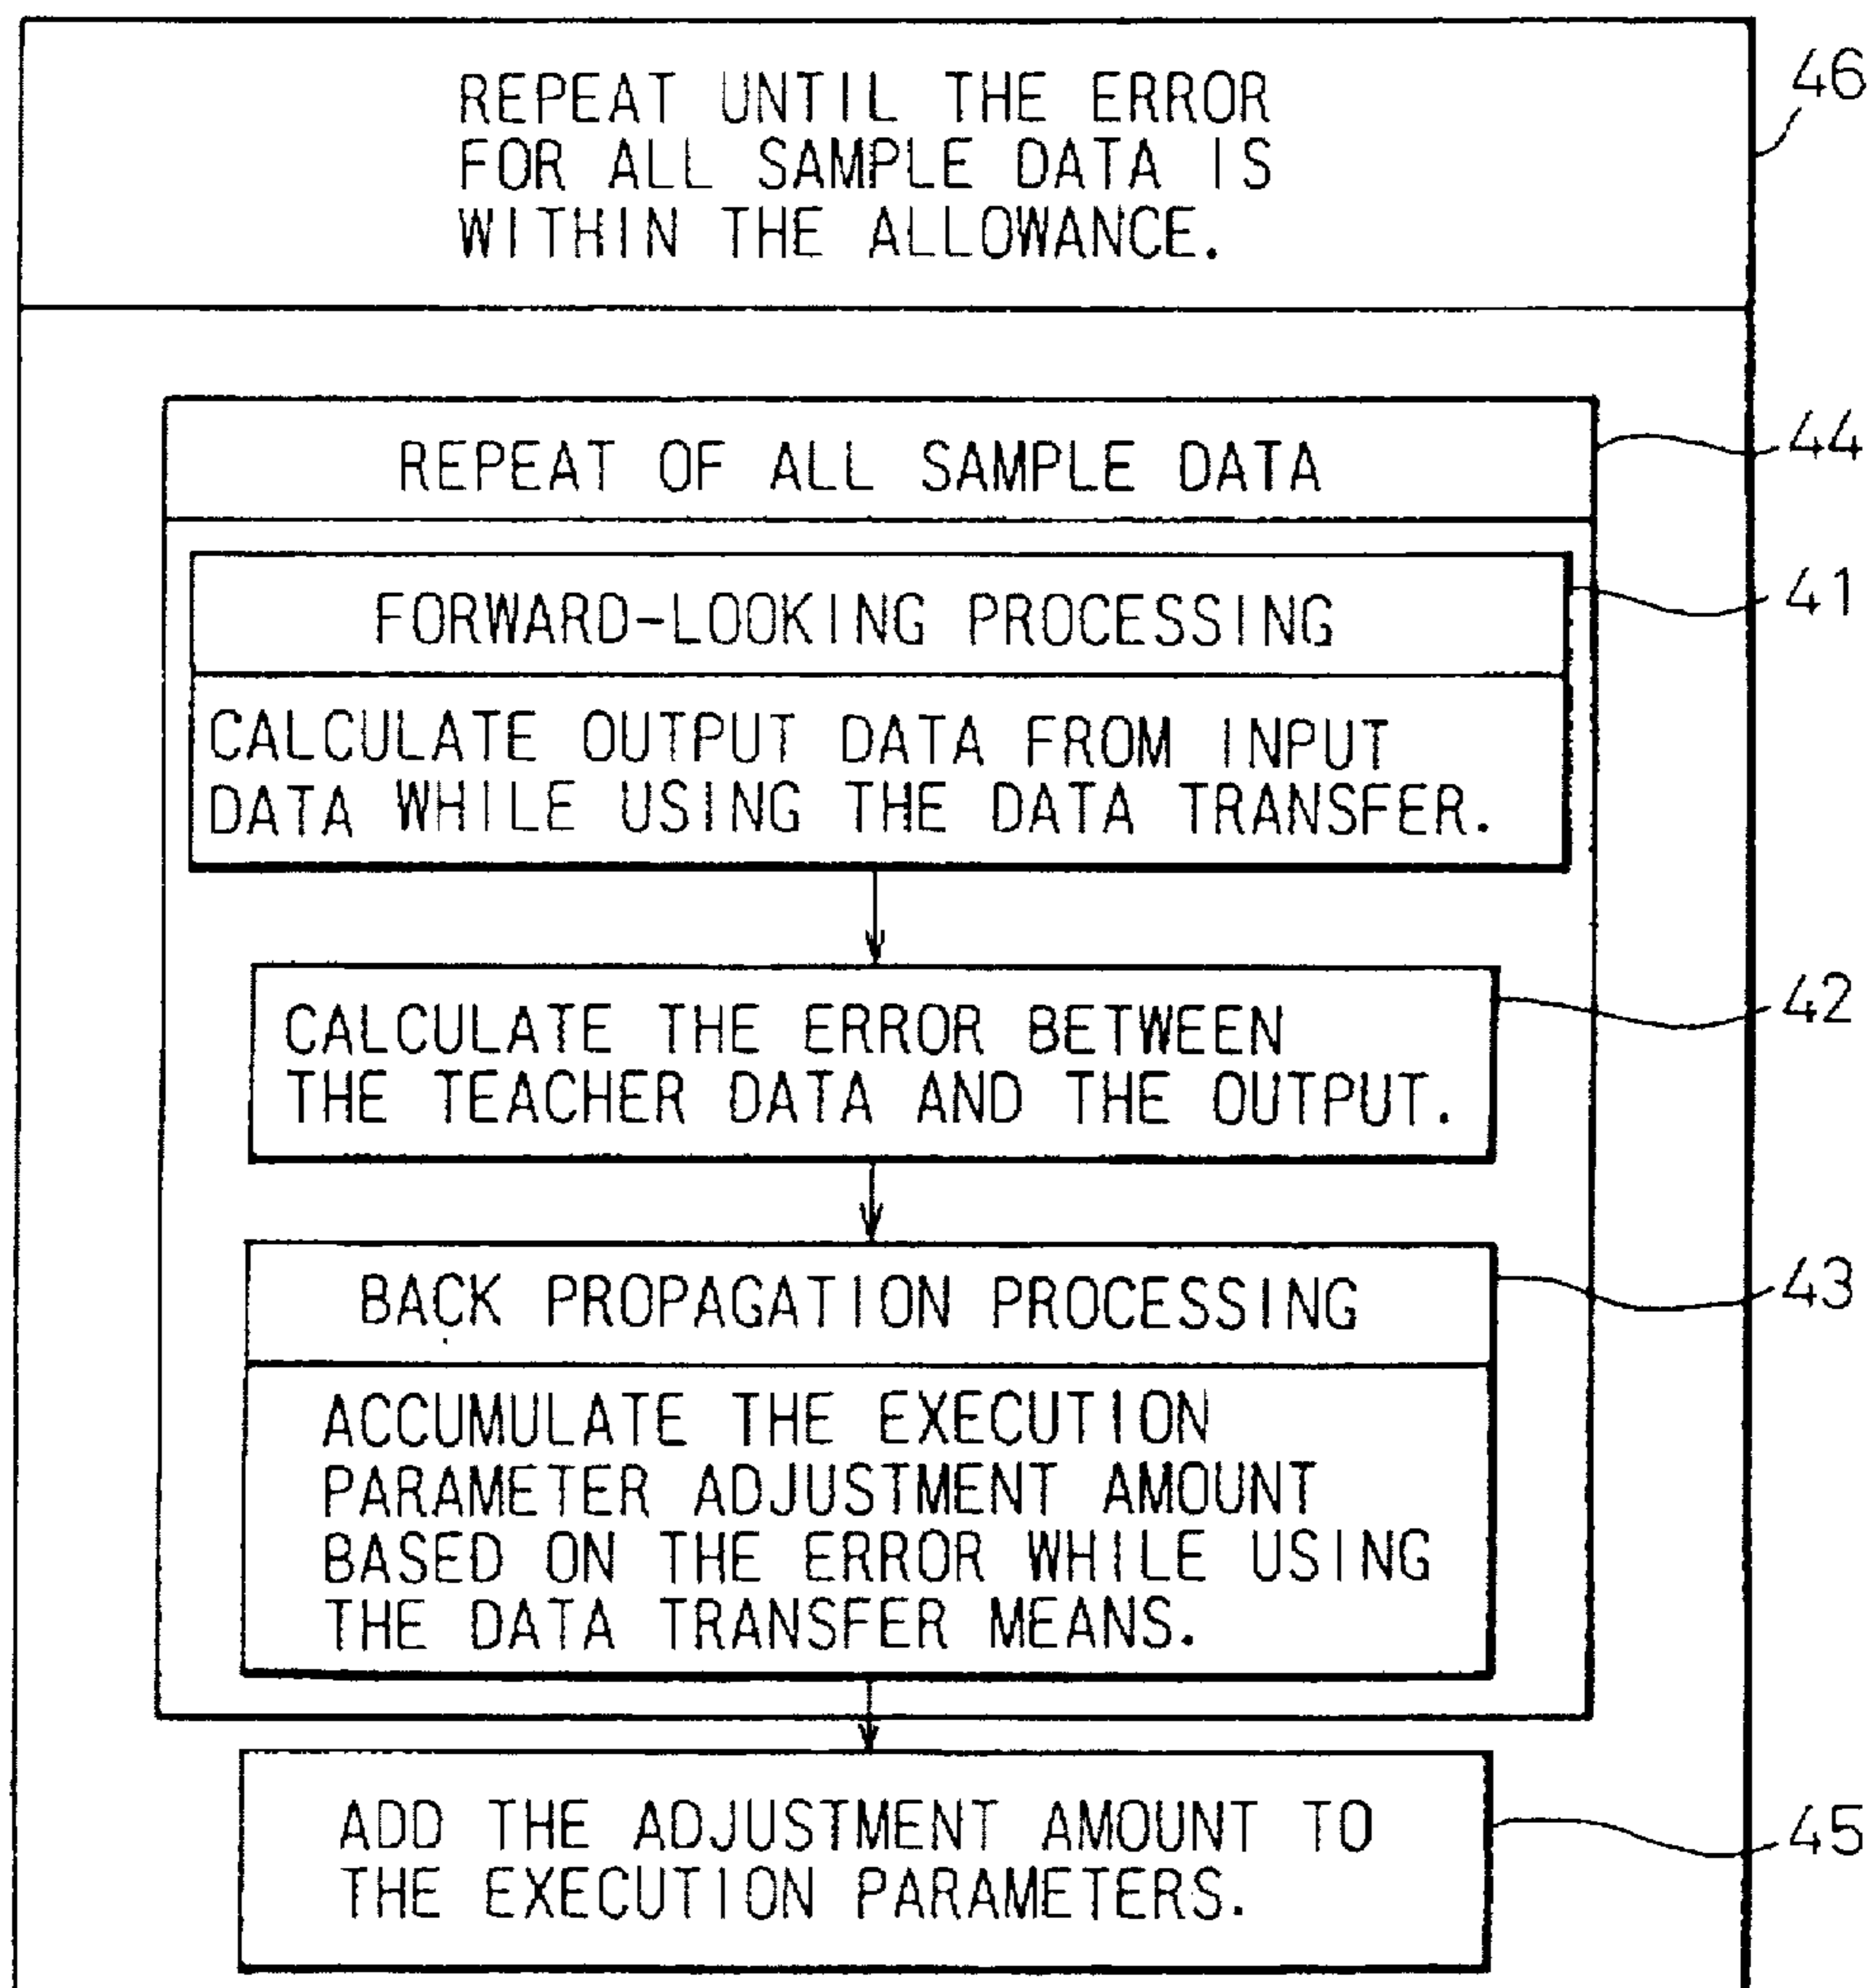 REPEAT UNTIL THE ERROR
FOR ALL SAMPLE DATA IS
WITHIN THE ALLOWANCE.
46
REPEAT OF ALL SAMPLE DATA
44
FORWARD-LOOKING PROCESSING
41
CALCULATE OUTPUT DATA FROM INPUT
DATA WHILE USING THE DATA TRANSFER.
CALCULATE THE ERROR BETWEEN
THE TEACHER DATA AND THE OUTPUT.
42
BACK PROPAGATION PROCESSING
43
ACCUMULATE THE EXECUTION
PARAMETER ADJUSTMENT AMOUNT
BASED ON THE ERROR WHILE USING
THE DATA TRANSFER MEANS.
ADD THE ADJUSTMENT AMOUNT TO
THE EXECUTION PARAMETERS.
45